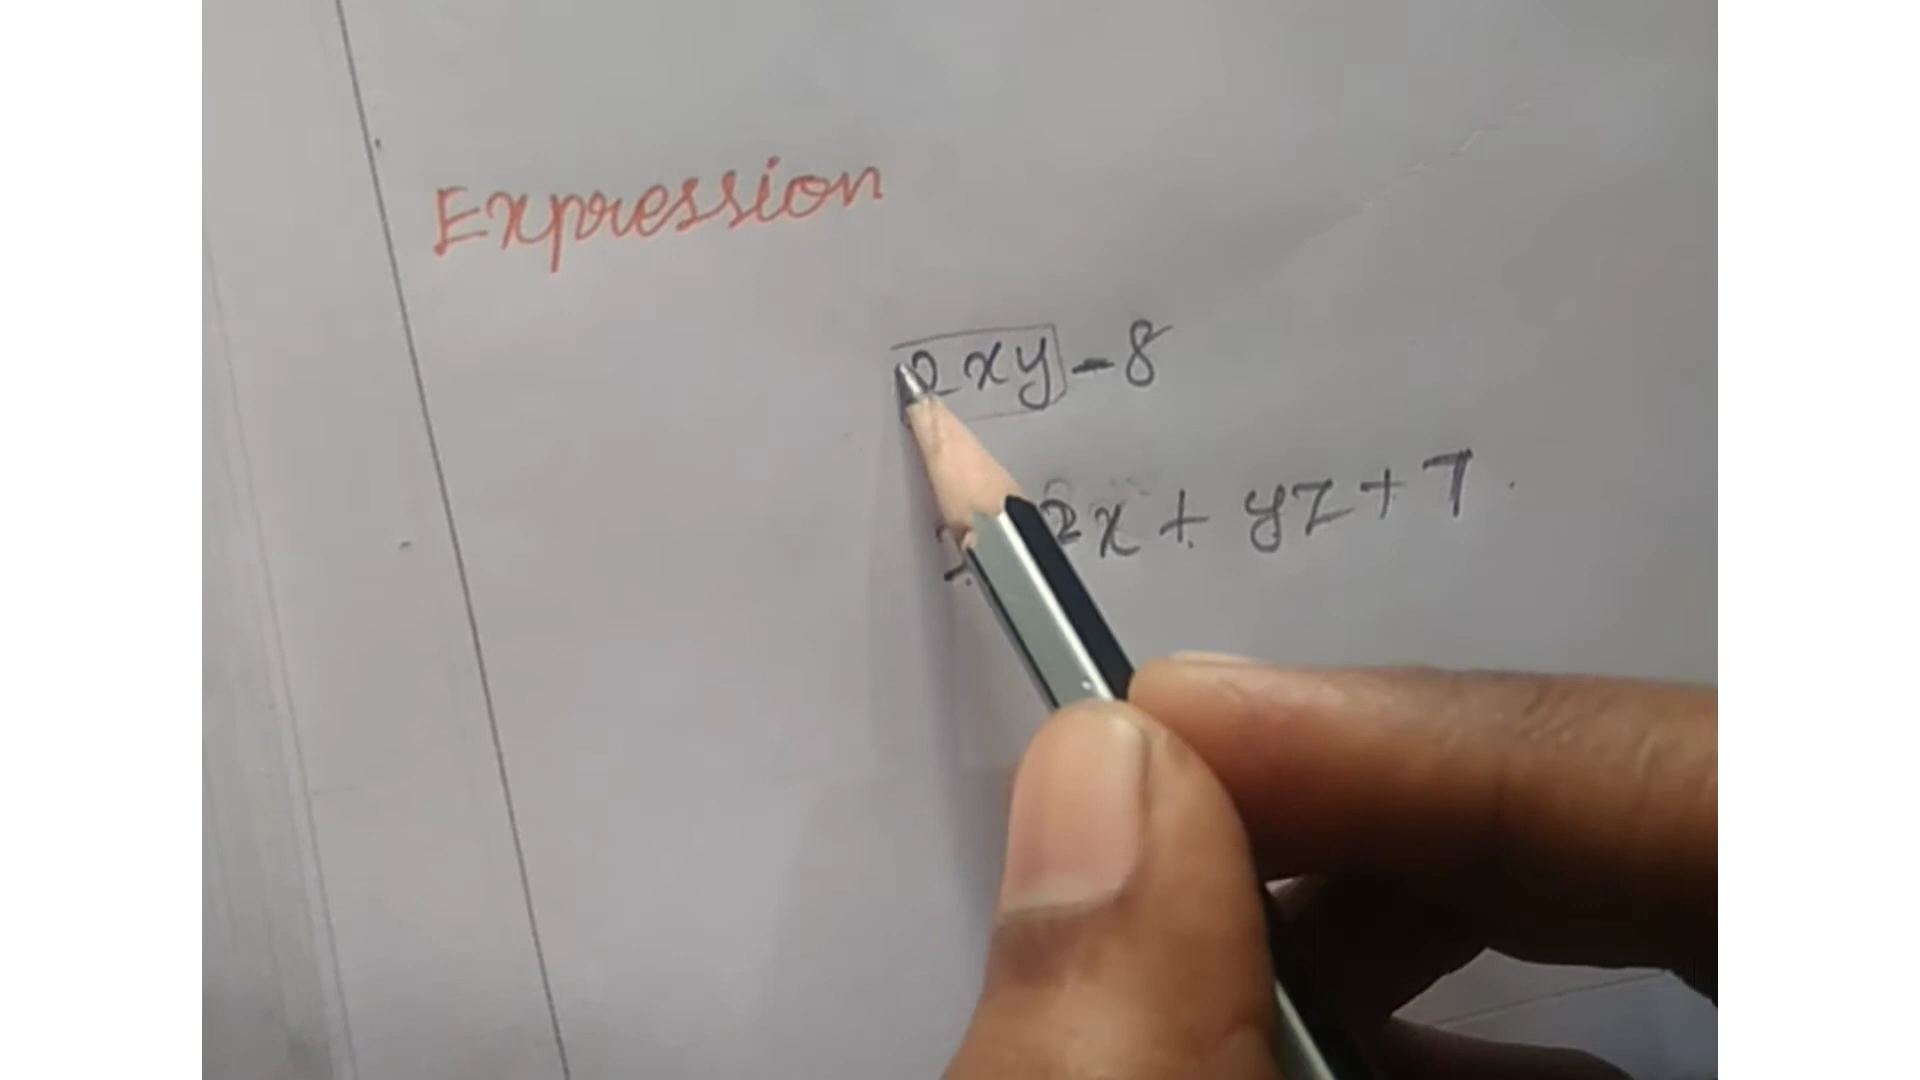 Expression
2xy - 8
2x + yz + 7